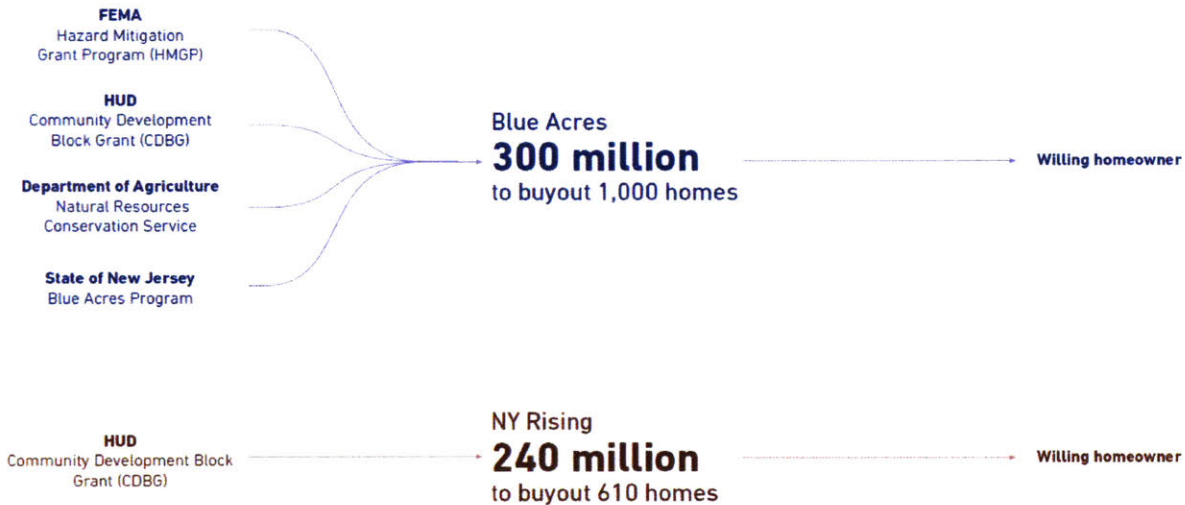 FEMA
Hazard Mitigation
Grant Program (HMGP)
HUD
Community Development
Block Grant (CDBG)
Department of Agriculture
Natural Resources
Conservation Service
State of New Jersey
Blue Acres Program
Blue Acres
300 million
to buyout 1,000 homes
Willing homeowner
HUD
Community Development Block
Grant (CDBG)
NY Rising
240 million
to buyout 610 homes
Willing homeowner